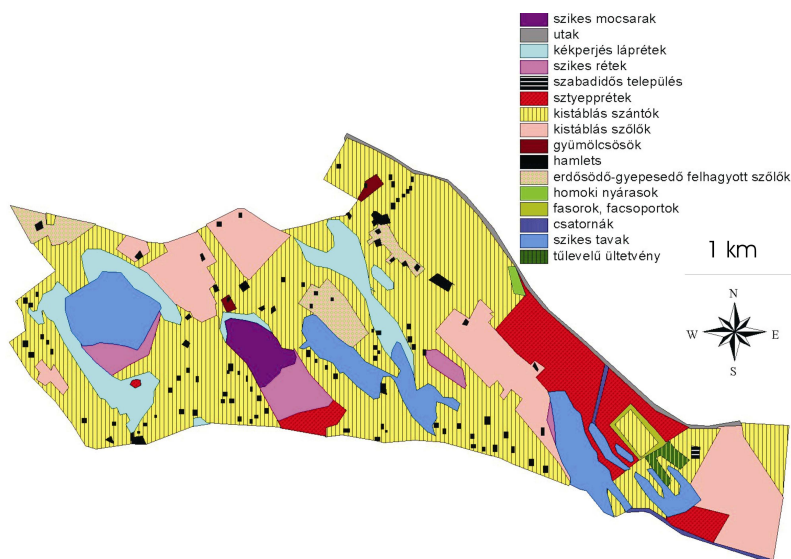 szikes mocsarak
utak
kékperjés láprétek
szikes rétek
szabadidős település
sztyepprétek
kistáblás szántók
kistáblás szőlők
gyümölcsösök
hamlets
erdősödő-gyepesedő felhagyott szőlők
homoki nyárasok
fasorok, facsoportok
csatornák
szikes tavak
tűlevelű ültetvény
1 km
N
W E
S